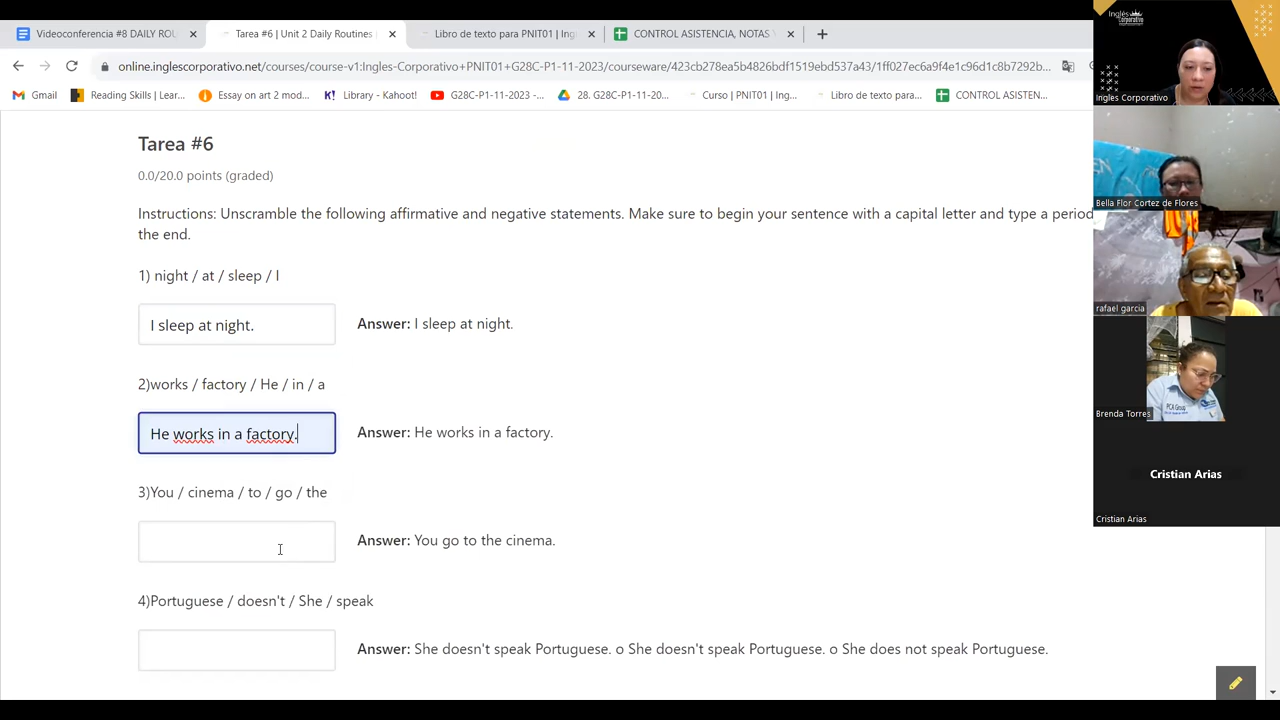 Videoconferencia #8 DAILY ROU
Tarea #6 | Unit 2 Daily Routines
Libro de texto para PNIT01 | Ing
CONTROL ASISTENCIA, NOTAS
online.inglescorporativo.net/courses/course-v1:Ingles-Corporativo+PNIT01+G28C-P1-11-2023/courseware/423cb278ea5b486bdf1519ebd537a43/1ff027ec6a9f4e1c96d1c8b7292b...
Gmail
Reading Skills | Lear...
Essay on art 2 mod...
Library - Kano...
G28C-P1-11-2023 -...
28. G28C-P1-11-20...
Curso | PNIT01 | Ing...
Libro de texto para...
CONTROL ASISTEN...
Tarea #6
0.0/20.0 points (graded)
Instructions: Unscramble the following affirmative and negative statements. Make sure to begin your sentence with a capital letter and type a period
the end.
1) night / at / sleep / I
I sleep at night.
Answer: I sleep at night.
2)works / factory / He / in / a
He works in a factory.
Answer: He works in a factory.
3)You / cinema / to / go / the
Answer: You go to the cinema.
4)Portuguese / doesn't / She / speak
Answer: She doesn't speak Portuguese. o She doesn't speak Portuguese. o She does not speak Portuguese.
Inglés
Corporativo
Ingles Corporativo
Bella Flor Cortez de Flores
rafael garcia
PCA Group
Brenda Torres
Cristian Arias
Cristian Arias